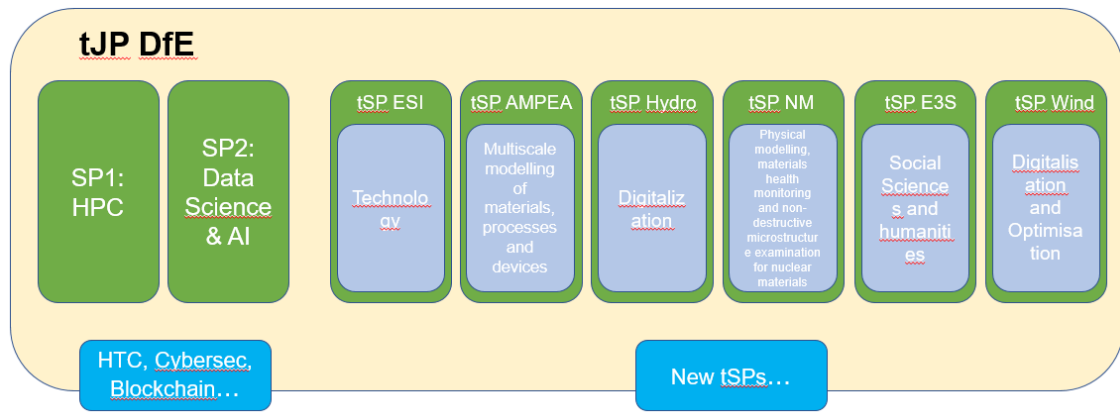 tJP DfE
SP1:
HPC
SP2:
Data
Science
& AI
tSP ESI
Technolo
gy
tSP AMPEA
Multiscale
modelling
of
materials,
processes
and
devices
tSP Hydro
Digitaliz
ation
tSP NM
Physical
modelling,
materials
health
monitoring
and non-
destructive
microstructur
e examination
for nuclear
materials
tSP E3S
Social
Science
s and
humaniti
es
tSP Wind
Digitalis
ation
and
Optimisa
tion
HTC, Cybersec,
Blockchain…
New tSPs…